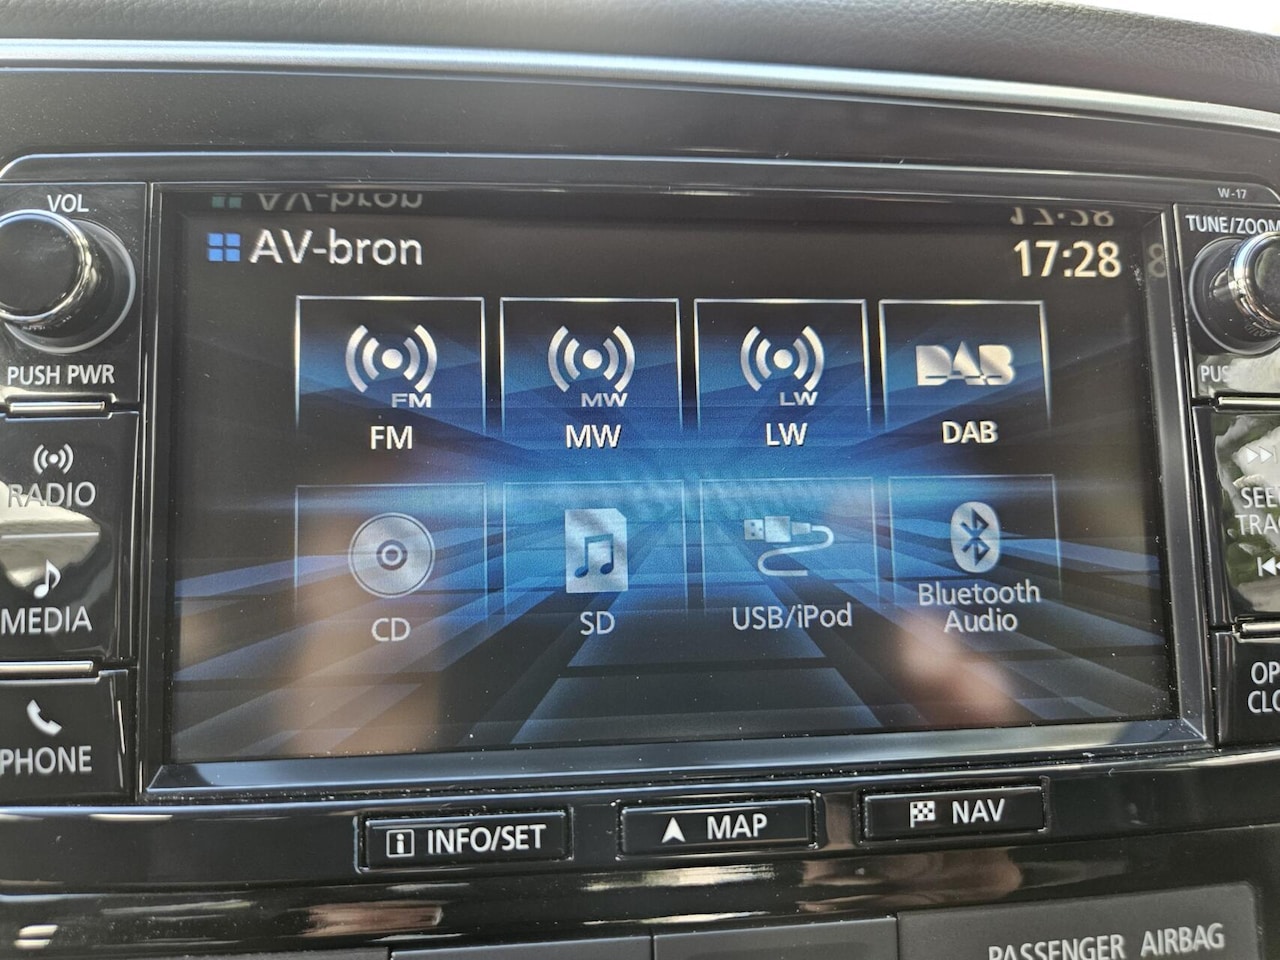 W-17
VOL
TUNE/ZOOM
AV-bron
17:28
PUSH PWR
FM
MW
LW
DAB
FM
MW
LW
DAB
RADIO
MEDIA
CD
SD
USB/iPod
Bluetooth
Audio
PHONE
INFO/SET
MAP
NAV
PASSENGER AIRBAG